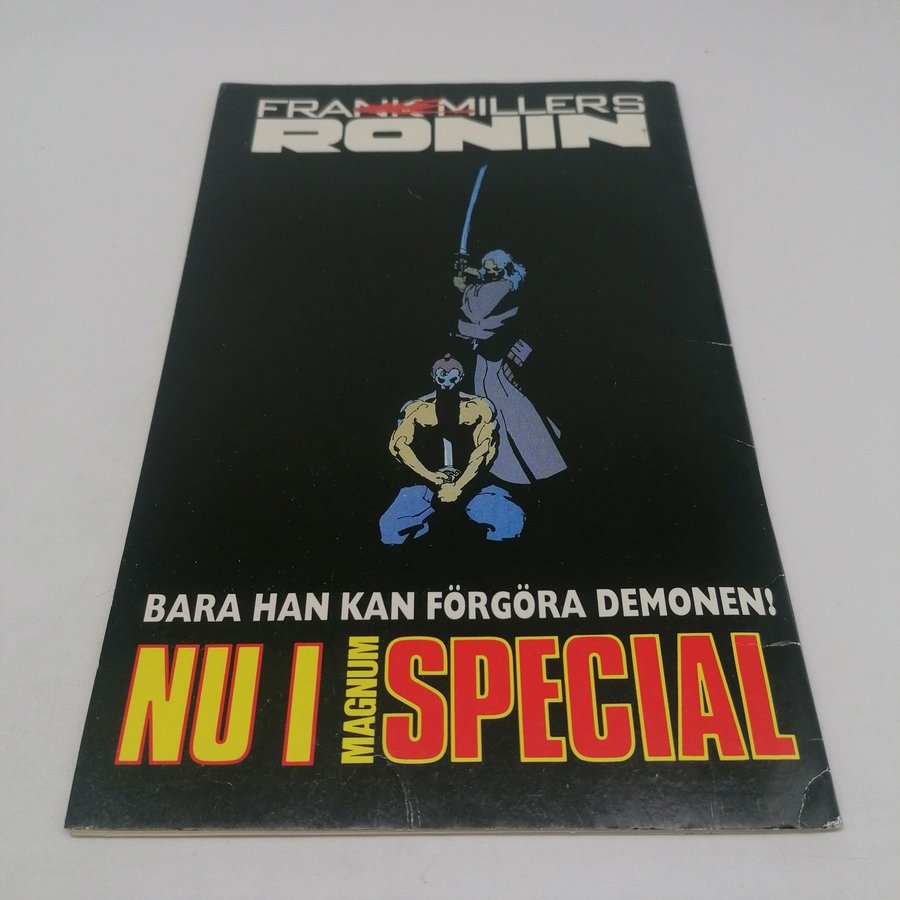 FRANK MILLERS
RONIN
BARA HAN KAN FÖRGÖRA DEMONEN!
NU I MAGNUM SPECIAL